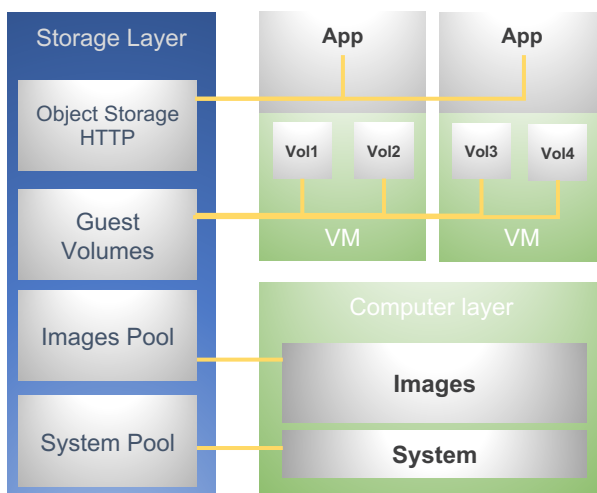 Storage Layer
Object Storage
HTTP
Guest
Volumes
Images Pool
System Pool
App
App
Vol1
Vol2
Vol3
Vol4
VM
VM
Computer layer
Images
System